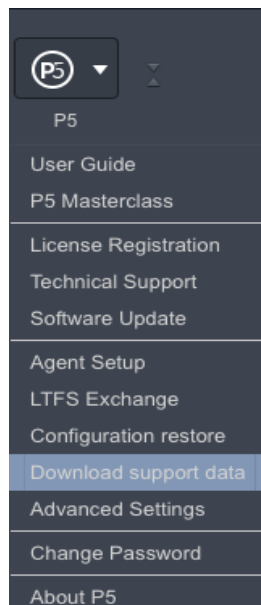 P5
P5
User Guide
P5 Masterclass
License Registration
Technical Support
Software Update
Agent Setup
LTFS Exchange
Configuration restore
Download support data
Advanced Settings
Change Password
About P5